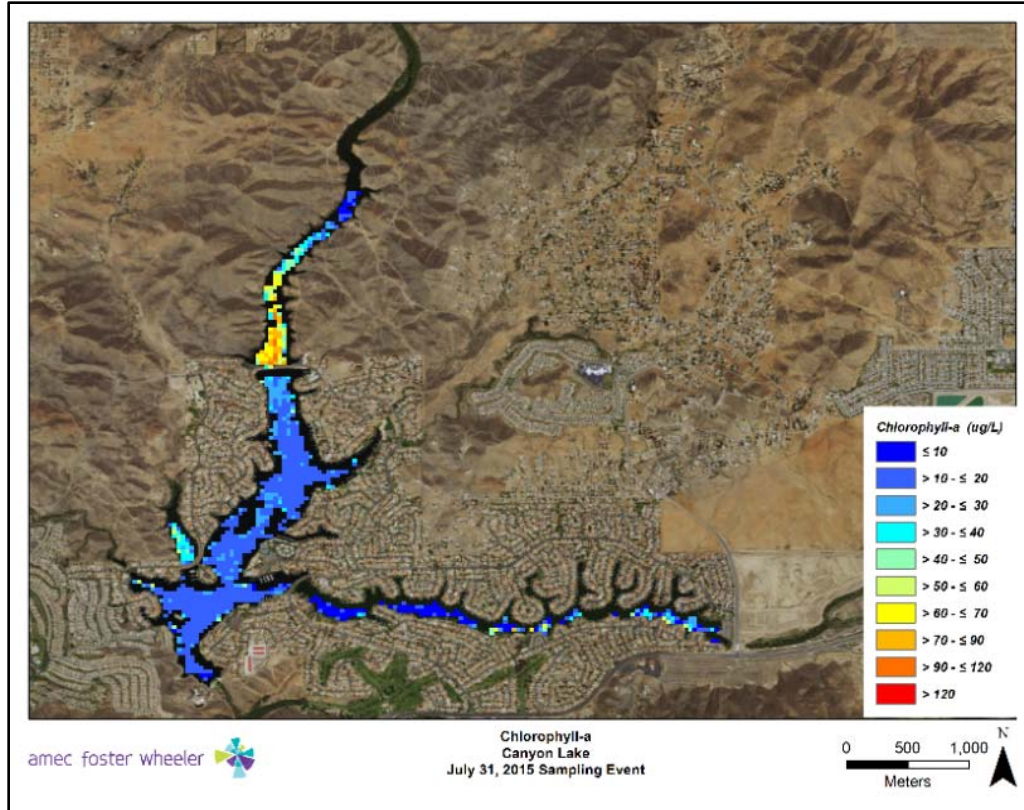 Chlorophyll-a (ug/L)
≤ 10
> 10 - ≤ 20
> 20 - ≤ 30
> 30 - ≤ 40
> 40 - ≤ 50
> 50 - ≤ 60
> 60 - ≤ 70
> 70 - ≤ 90
> 90 - ≤ 120
> 120
amec foster wheeler
Chlorophyll-a
Canyon Lake
July 31, 2015 Sampling Event
0 500 1,000
Meters
N